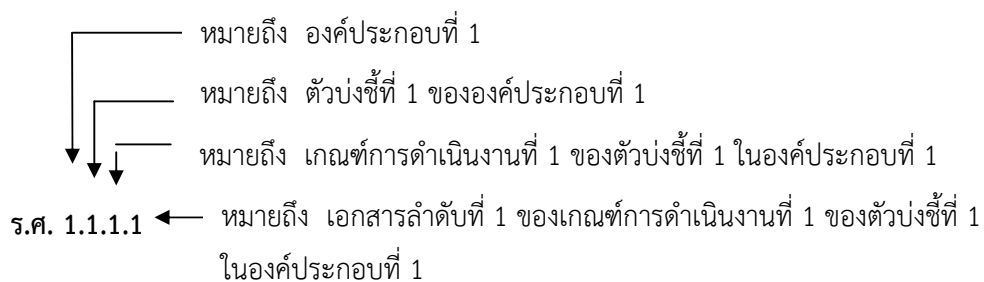 หมายถึง องค์ประกอบที่ 1
หมายถึง ตัวบ่งชี้ที่ 1 ขององค์ประกอบที่ 1
หมายถึง เกณฑ์การดำเนินงานที่ 1 ของตัวบ่งชี้ที่ 1 ในองค์ประกอบที่ 1
ร.ศ. 1.1.1.1 หมายถึง เอกสารลำดับที่ 1 ของเกณฑ์การดำเนินงานที่ 1 ของตัวบ่งชี้ที่ 1
ในองค์ประกอบที่ 1